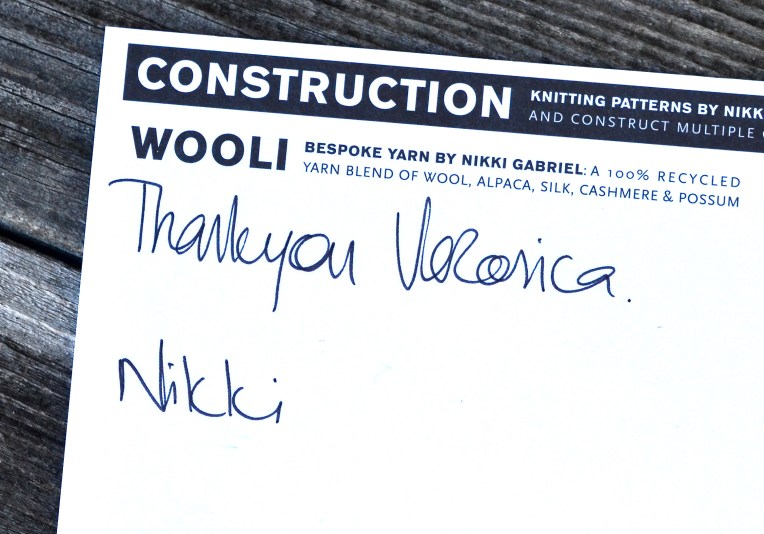 CONSTRUCTION KNITTING PATTERNS BY NIKK
AND CONSTRUCT MULTIPLE
WOOLI BESPOKE YARN BY NIKKI GABRIEL: A 100% RECYCLED
YARN BLEND OF WOOL, ALPACA, SILK, CASHMERE & POSSUM
Thankyou Veronica.
Nikki